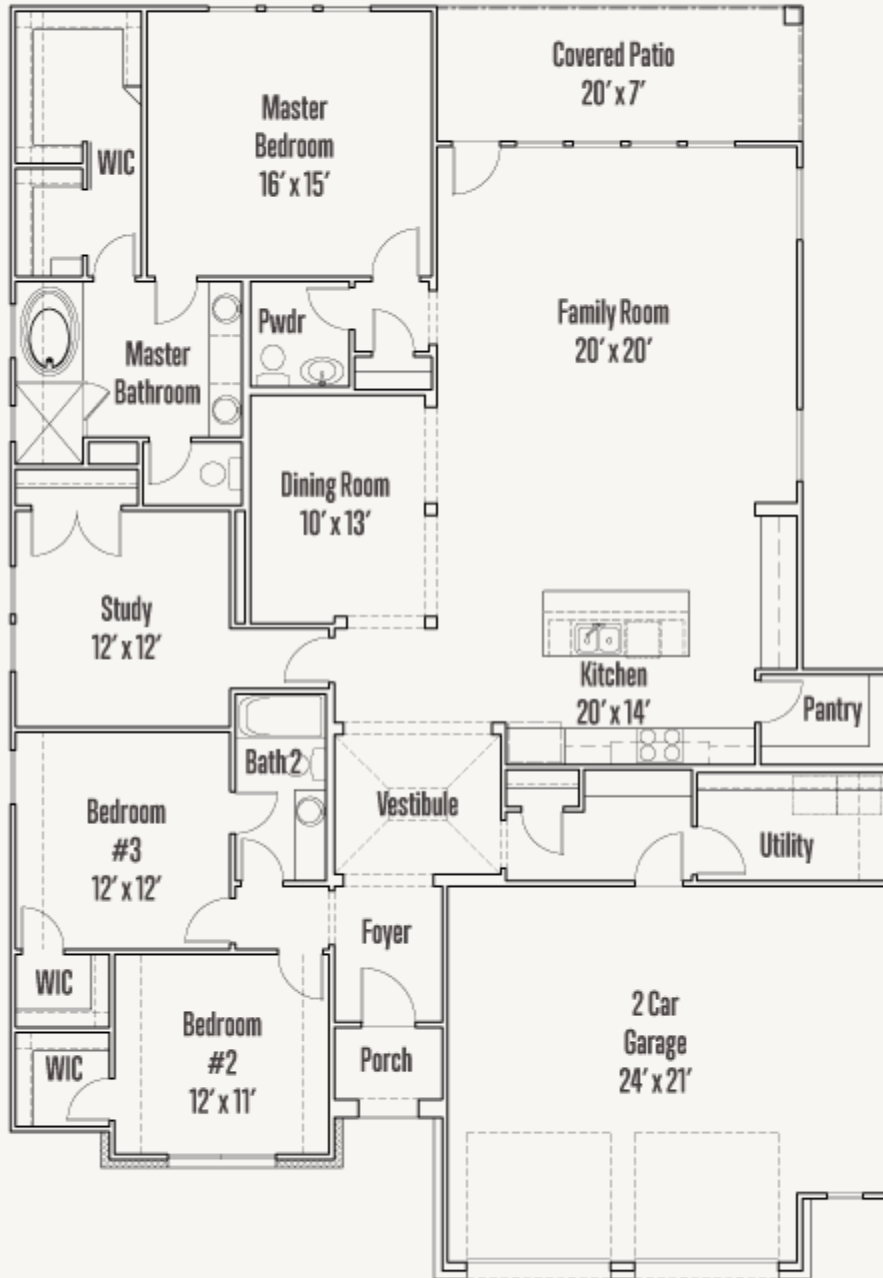 Covered Patio
20' x 7'
Master
Bedroom
16' x 15'
WIC
Family Room
20' x 20'
Pwdr
Master
Bathroom
Dining Room
10' x 13'
Study
12' x 12'
Kitchen
20' x 14'
Pantry
Bath 2
Vestibule
Bedroom
#3
12' x 12'
Utility
Foyer
WIC
Bedroom
#2
12' x 11'
WIC
Porch
2 Car
Garage
24' x 21'